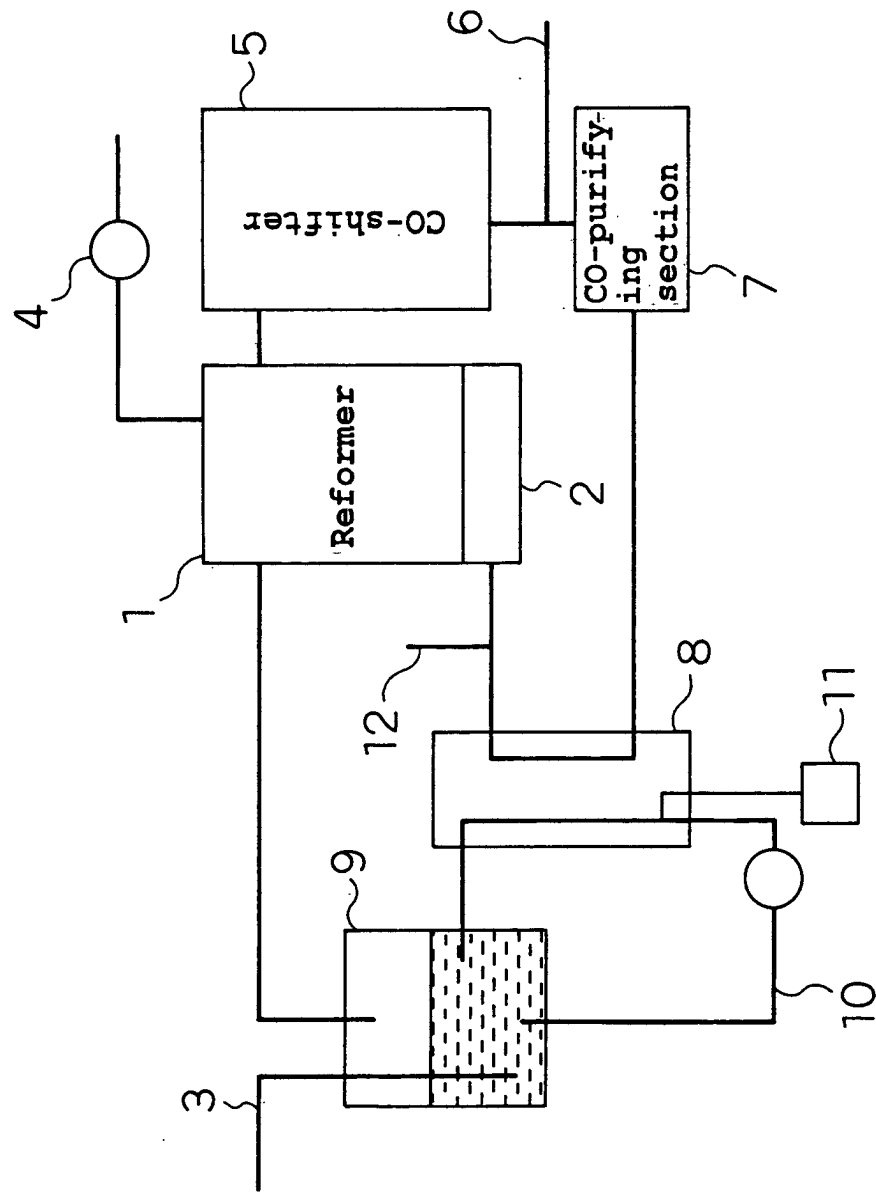 4
5
6
CO-shifter
CO-purify-
ing
section
7
1
Reformer
2
12
8
11
9
3
10